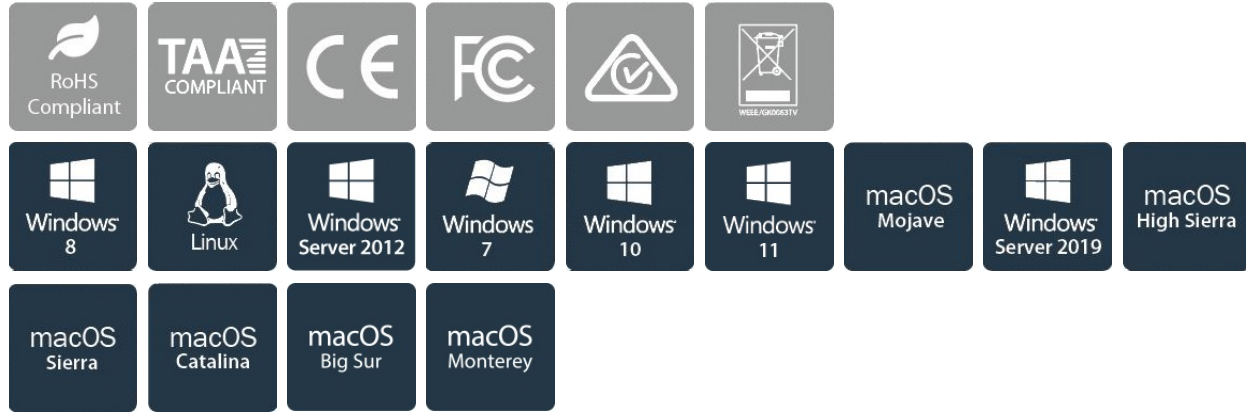 RoHS
Compliant
TAA
COMPLIANT
CE
FC
WEEE/GK0063TV
Windows
8
Linux
Windows
Server 2012
Windows
7
Windows
10
Windows
11
macOS
Mojave
Windows
Server 2019
macOS
High Sierra
macOS
Sierra
macOS
Catalina
macOS
Big Sur
macOS
Monterey